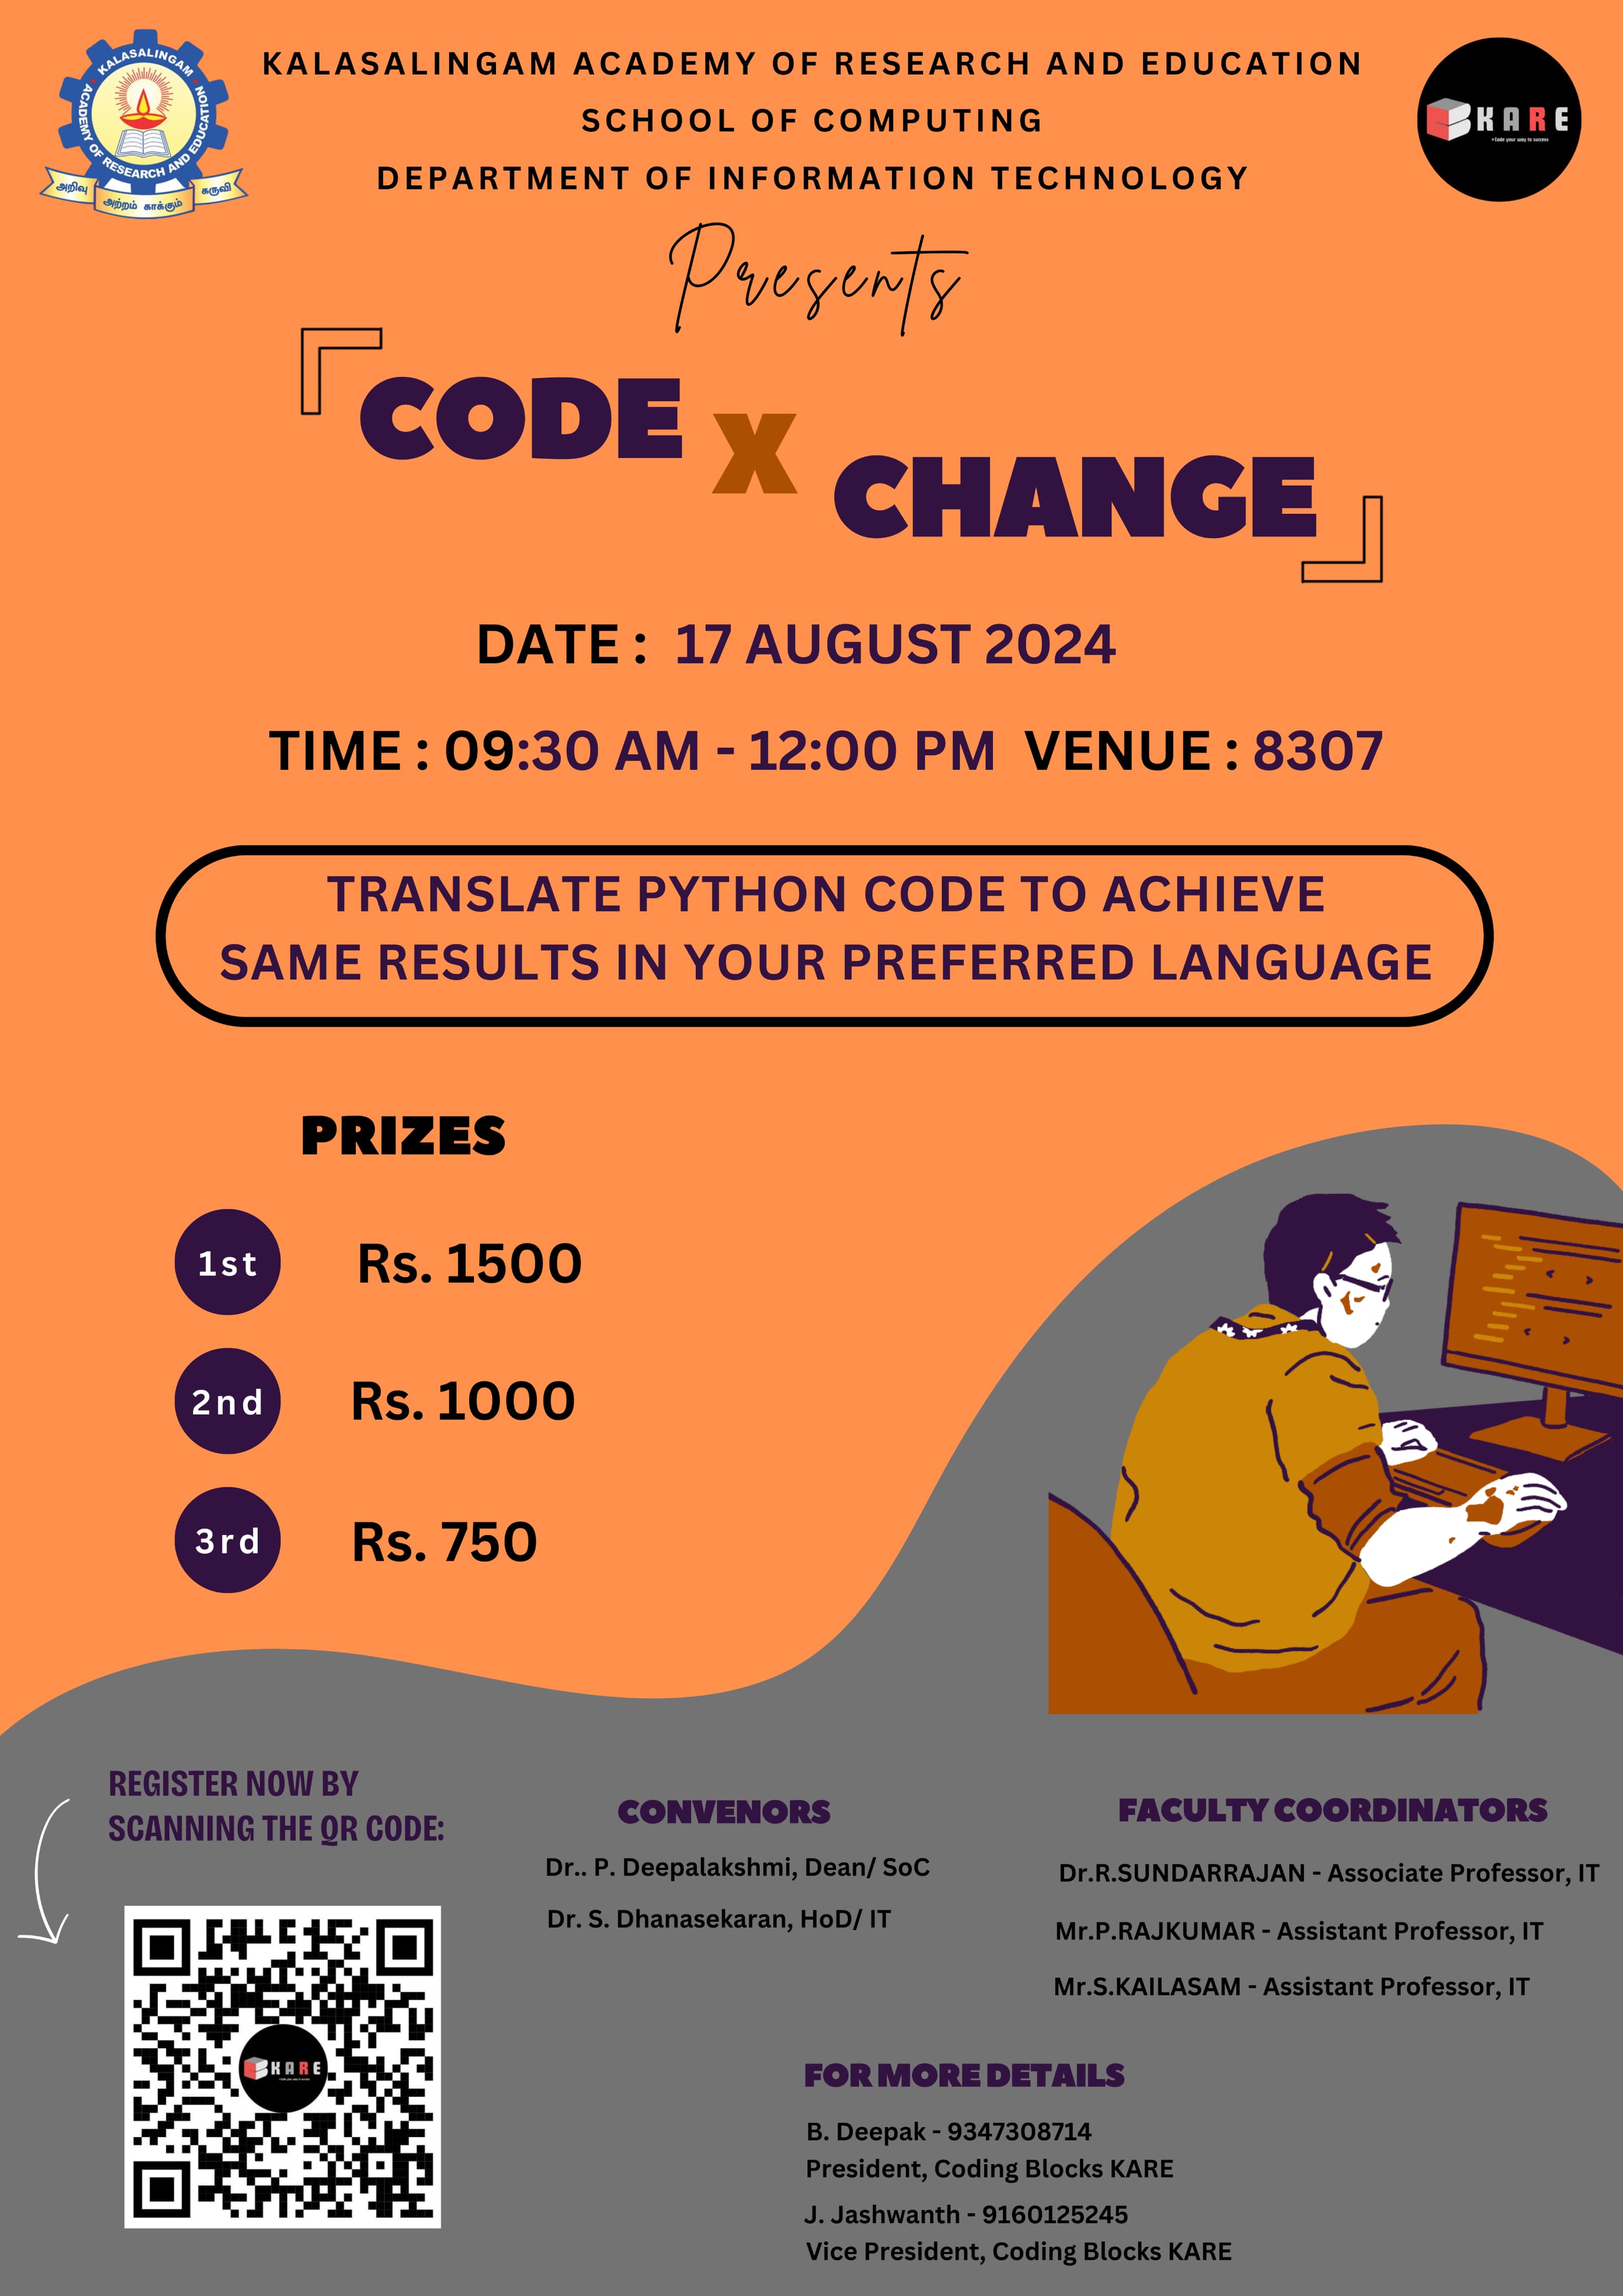 KALASALINGAM ACADEMY OF RESEARCH AND EDUCATION
SCHOOL OF COMPUTING
DEPARTMENT OF INFORMATION TECHNOLOGY
KALASALINGAM
ACADEMY OF RESEARCH AND EDUCATION
அறிவு
அற்றம் காக்கும்
கருவி
KARE
Code your way to success
Presents
CODE X CHANGE
DATE : 17 AUGUST 2024
TIME : 09:30 AM - 12:00 PM VENUE : 8307
TRANSLATE PYTHON CODE TO ACHIEVE
SAME RESULTS IN YOUR PREFERRED LANGUAGE
PRIZES
1st Rs. 1500
2nd Rs. 1000
3rd Rs. 750
REGISTER NOW BY
SCANNING THE QR CODE:
KARE
CONVENORS
Dr.. P. Deepalakshmi, Dean/ SoC
Dr. S. Dhanasekaran, HoD/ IT
FACULTY COORDINATORS
Dr.R.SUNDARRAJAN - Associate Professor, IT
Mr.P.RAJKUMAR - Assistant Professor, IT
Mr.S.KAILASAM - Assistant Professor, IT
FOR MORE DETAILS
B. Deepak - 9347308714
President, Coding Blocks KARE
J. Jashwanth - 9160125245
Vice President, Coding Blocks KARE